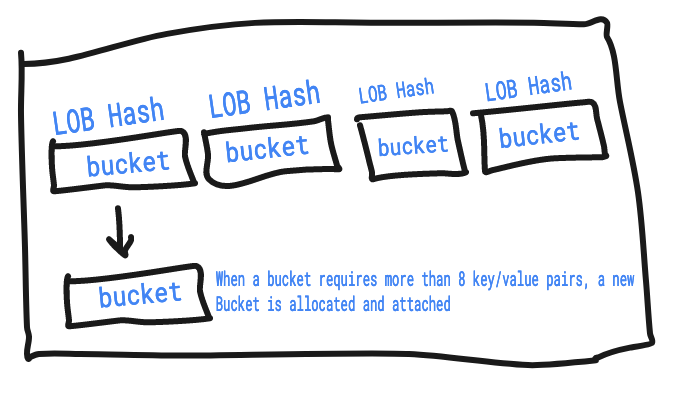 LOB Hash
LOB Hash
LOB Hash
LOB Hash
bucket
bucket
bucket
bucket
bucket
When a bucket requires more than 8 key/value pairs, a new
Bucket is allocated and attached